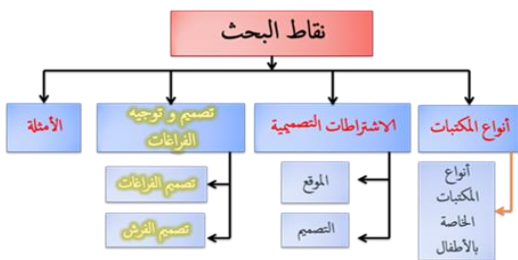 نقاط البحث
أنواع المكتبات
الاشتراطات التصميمية
تصميم و توجيه
الفراغات
الأمثلة
أنواع
المكتبات
الخاصة
بالأطفال
الموقع
التصميم
تصميم الفراغات
تصميم الفرش